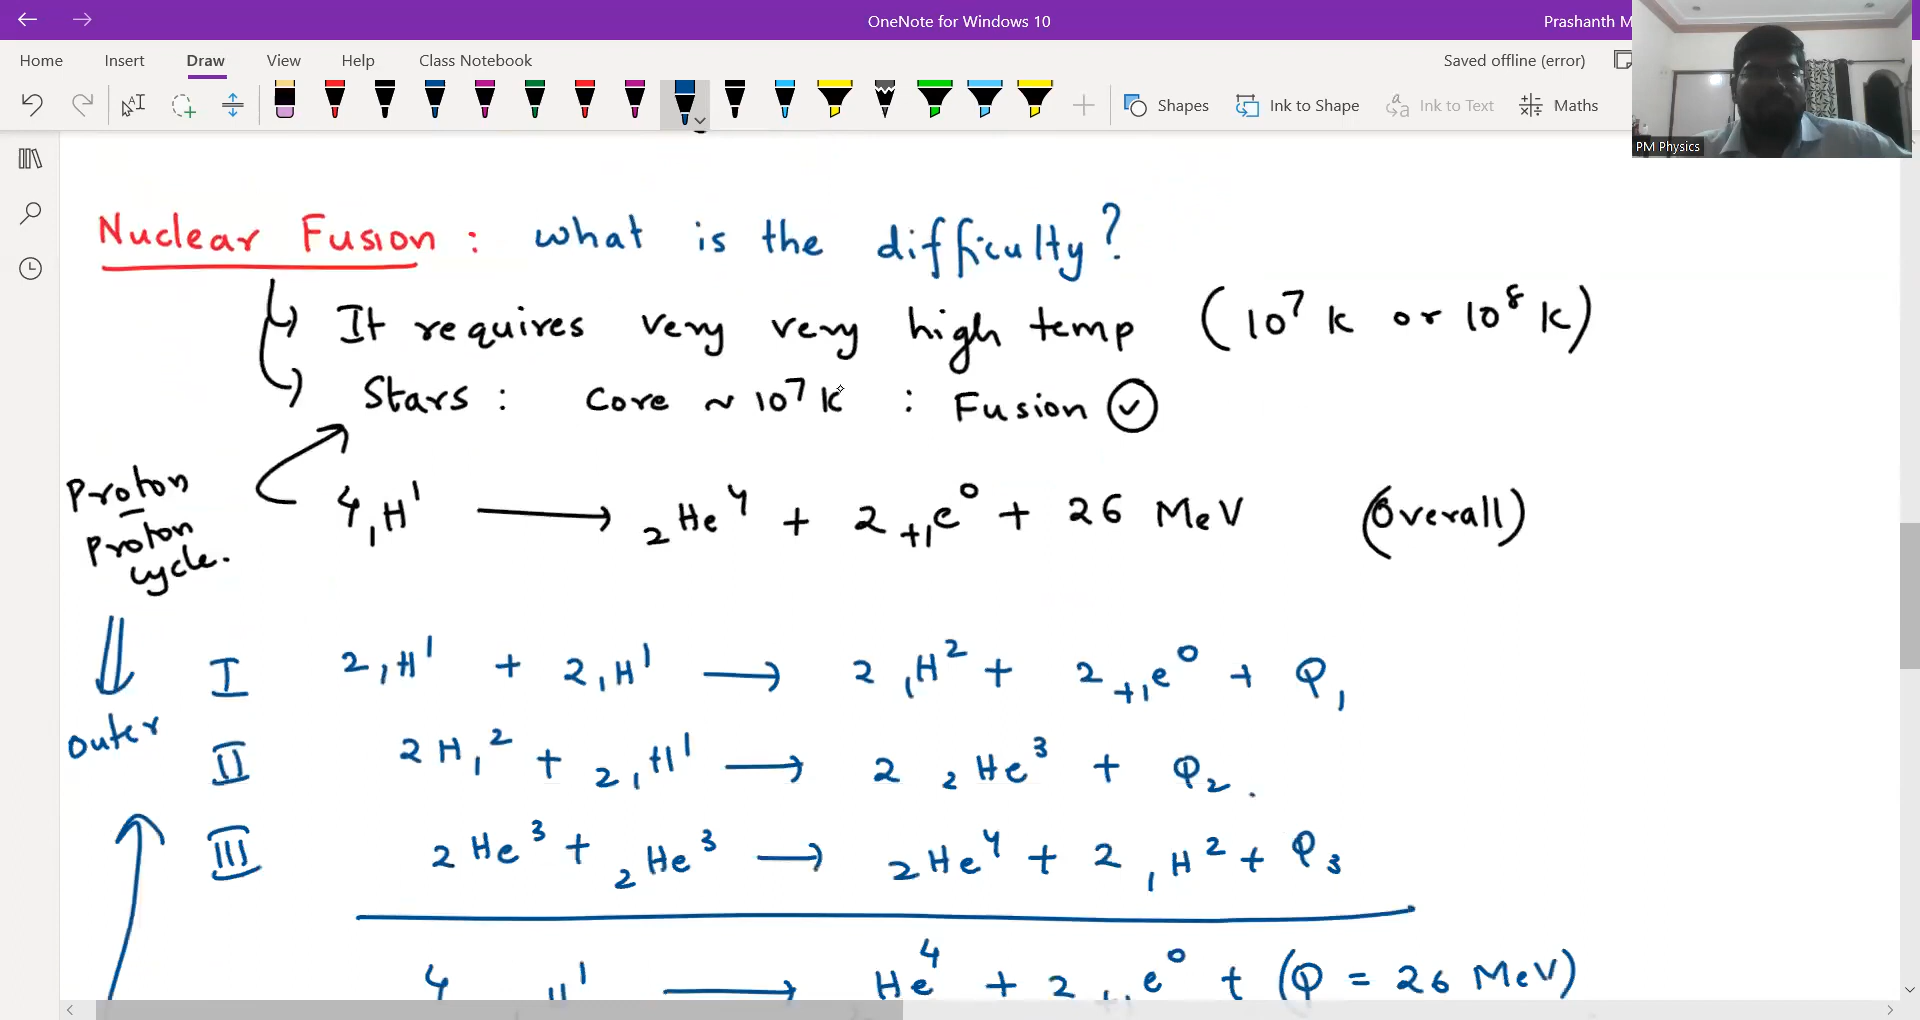 OneNote for Windows 10
Prashanth M
Home Insert Draw View Help Class Notebook
Saved offline (error)
Shapes Ink to Shape Ink to Text Maths
PM Physics
Nuclear Fusion : what is the difficulty?
It requires very very high temp (10⁷ K or 10⁸ K)
Stars : Core ~ 10⁷ K : Fusion ✓
Proton - Proton cycle.
4 ₁H¹ → ₂He⁴ + 2 ₊₁e⁰ + 26 MeV (Overall)
outer
I 2 ₁H¹ + 2 ₁H¹ → 2 ₁H² + 2 ₊₁e⁰ + Q₁
II 2 H₁² + 2 ₁H¹ → 2 ₂He³ + Q₂.
III ₂He³ + ₂He³ → ₂He⁴ + 2 ₁H² + Q₃
4 H¹ → He⁴ + 2 ₊₁e⁰ + (Q = 26 MeV)